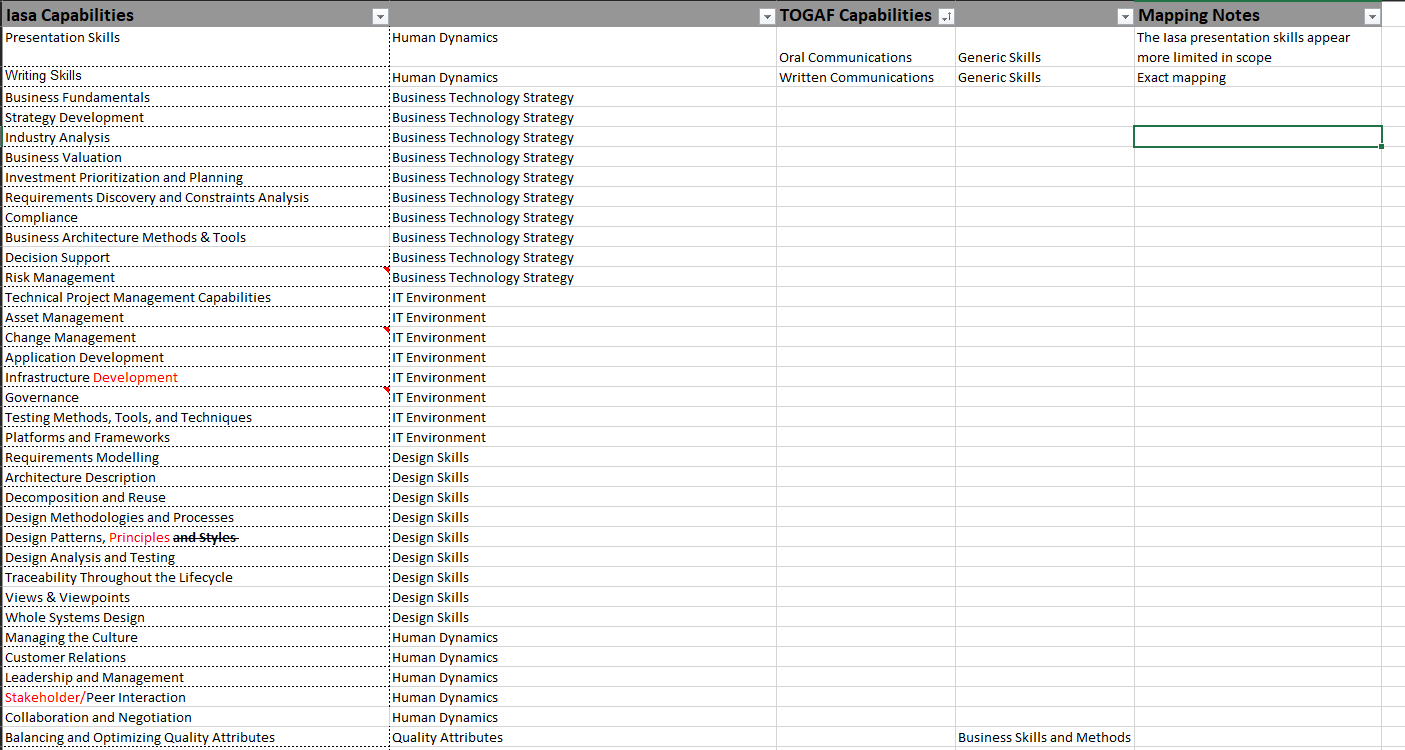 Iasa Capabilities TOGAF Capabilities Mapping Notes
Presentation Skills Human Dynamics The Iasa presentation skills appear
Oral Communications Generic Skills more limited in scope
Writing Skills Human Dynamics Written Communications Generic Skills Exact mapping
Business Fundamentals Business Technology Strategy
Strategy Development Business Technology Strategy
Industry Analysis Business Technology Strategy
Business Valuation Business Technology Strategy
Investment Prioritization and Planning Business Technology Strategy
Requirements Discovery and Constraints Analysis Business Technology Strategy
Compliance Business Technology Strategy
Business Architecture Methods & Tools Business Technology Strategy
Decision Support Business Technology Strategy
Risk Management Business Technology Strategy
Technical Project Management Capabilities IT Environment
Asset Management IT Environment
Change Management IT Environment
Application Development IT Environment
Infrastructure Development IT Environment
Governance IT Environment
Testing Methods, Tools, and Techniques IT Environment
Platforms and Frameworks IT Environment
Requirements Modelling Design Skills
Architecture Description Design Skills
Decomposition and Reuse Design Skills
Design Methodologies and Processes Design Skills
Design Patterns, Principles and Styles Design Skills
Design Analysis and Testing Design Skills
Traceability Throughout the Lifecycle Design Skills
Views & Viewpoints Design Skills
Whole Systems Design Design Skills
Managing the Culture Human Dynamics
Customer Relations Human Dynamics
Leadership and Management Human Dynamics
Stakeholder/Peer Interaction Human Dynamics
Collaboration and Negotiation Human Dynamics
Balancing and Optimizing Quality Attributes Quality Attributes Business Skills and Methods